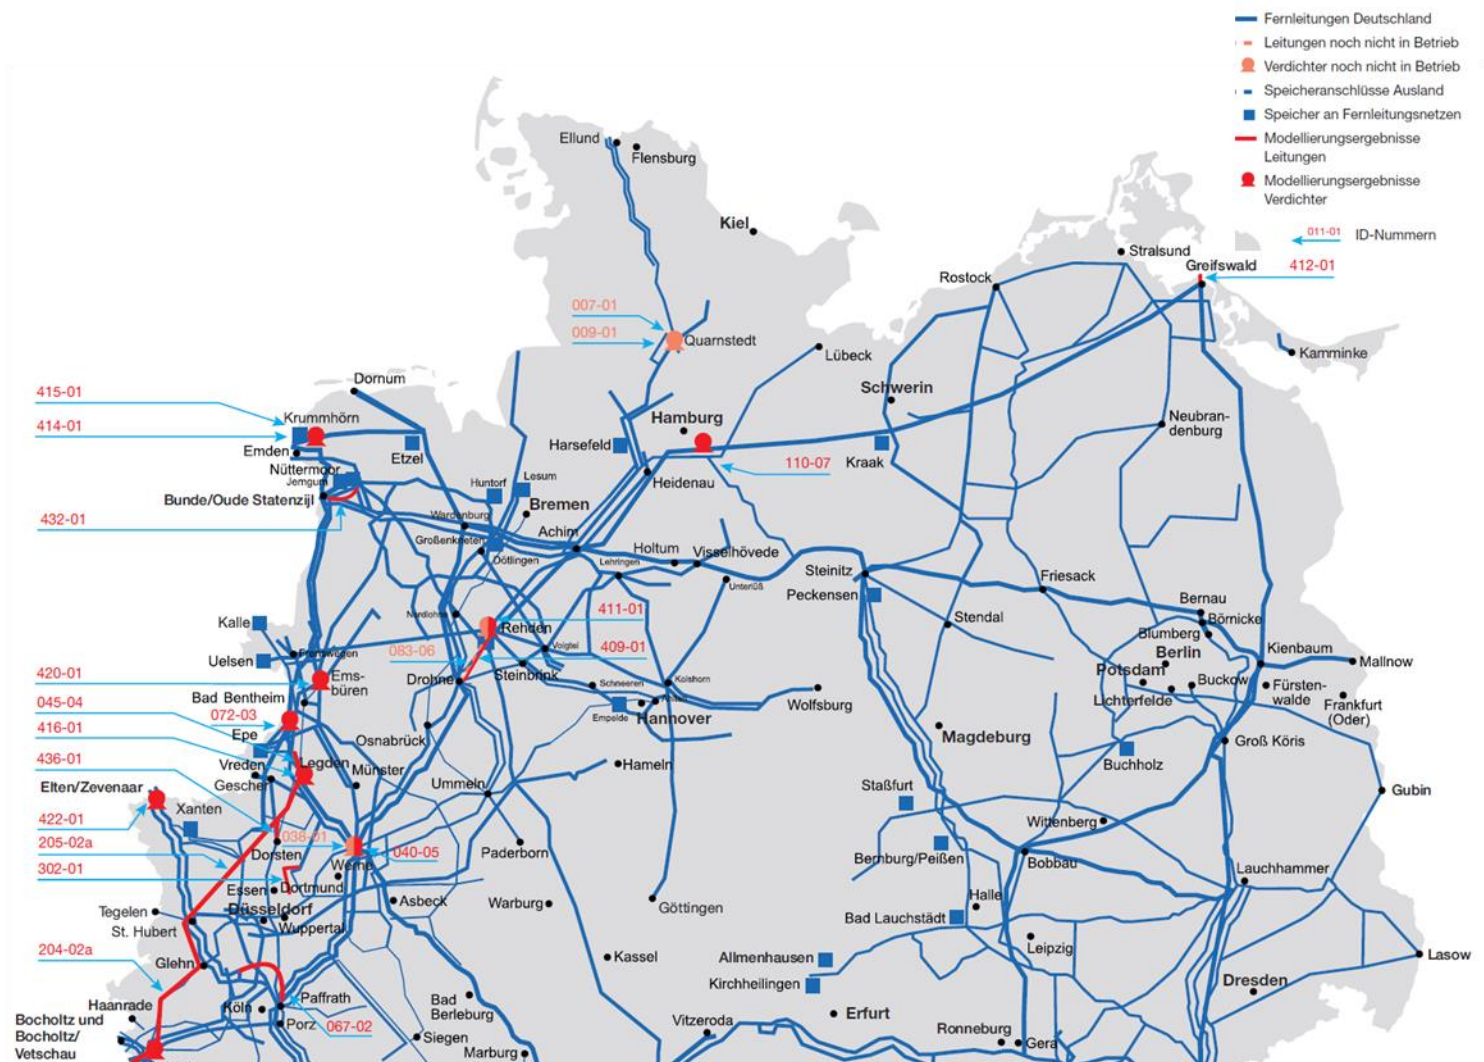 Fernleitungen Deutschland
Leitungen noch nicht in Betrieb
Verdichter noch nicht in Betrieb
Speicheranschlüsse Ausland
Speicher an Fernleitungsnetzen
Modellierungsergebnisse
Leitungen
Modellierungsergebnisse
Verdichter
011-01
ID-Nummern
Ellund
Flensburg
Kiel
Stralsund
Greifswald
412-01
Rostock
007-01
009-01
Quarnstedt
Lübeck
Kamminke
Dornum
Schwerin
415-01
Krummhörn
414-01
Hamburg
Neubran-
denburg
Emden
Etzel
Harsefeld
Kraak
110-07
Nüttermoor
Jemgum
Huntorf
Lesum
Heidenau
Bunde/Oude Statenzijl
Bremen
432-01
Wardenburg
Achim
Großenkneten
Dötlingen
Holtum
Visselhövede
Lehringen
Unterlüß
Steinitz
Peckensen
Friesack
Bernau
Börnicke
Stendal
Blumberg
Berlin
Kienbaum
Mallnow
Kalle
Nordlohne
411-01
Rehden
Uelsen
Frenswegen
083-06
409-01
Voigtei
Potsdam
Buckow
Fürsten-
walde
420-01
Ems-
büren
Drohne
Steinbrink
Schneeren
Kolshorn
Ahlten
Lichterfelde
Frankfurt
(Oder)
045-04
Bad Bentheim
072-03
Empelde
Hannover
Wolfsburg
416-01
Epe
Osnabrück
Magdeburg
Groß Köris
436-01
Vreden
Legden
Münster
Hameln
Buchholz
Gescher
Elten/Zevenaar
Ummeln
Staßfurt
Gubin
Xanten
422-01
Wittenberg
205-02a
038-01
040-05
Dorsten
Werne
Paderborn
Bernburg/Peißen
Bobbau
302-01
Essen
Dortmund
Lauchhammer
Halle
Asbeck
Warburg
Göttingen
Tegelen
Düsseldorf
Bad Lauchstädt
St. Hubert
Wuppertal
Leipzig
204-02a
Glehn
Kassel
Allmenhausen
Lasow
Kirchheilingen
Dresden
Haanrade
Köln
Paffrath
Bad
Berleburg
Bocholtz und
Bocholtz/
Vetschau
Porz
067-02
Siegen
Marburg
Vitzeroda
Erfurt
Ronneburg
Gera